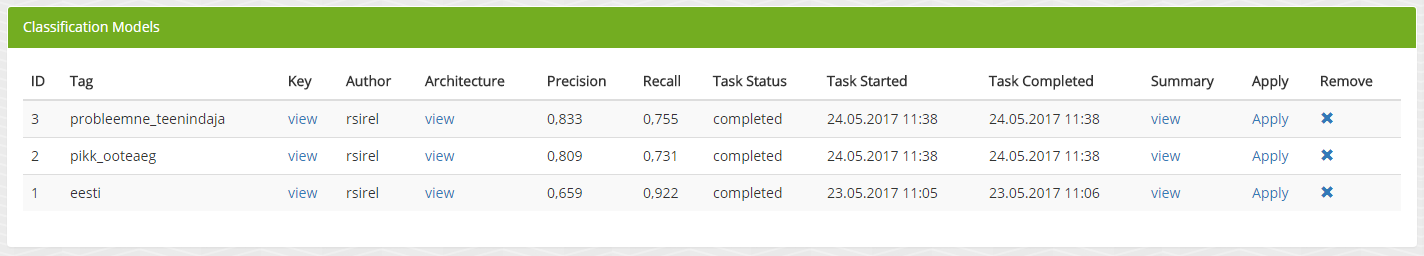 Classification Models
ID Tag Key Author Architecture Precision Recall Task Status Task Started Task Completed Summary Apply Remove
3 probleemne_teenindaja view rsirel view 0,833 0,755 completed 24.05.2017 11:38 24.05.2017 11:38 view Apply
2 pikk_ooteaeg view rsirel view 0,809 0,731 completed 24.05.2017 11:38 24.05.2017 11:38 view Apply
1 eesti view rsirel view 0,659 0,922 completed 23.05.2017 11:05 23.05.2017 11:06 view Apply